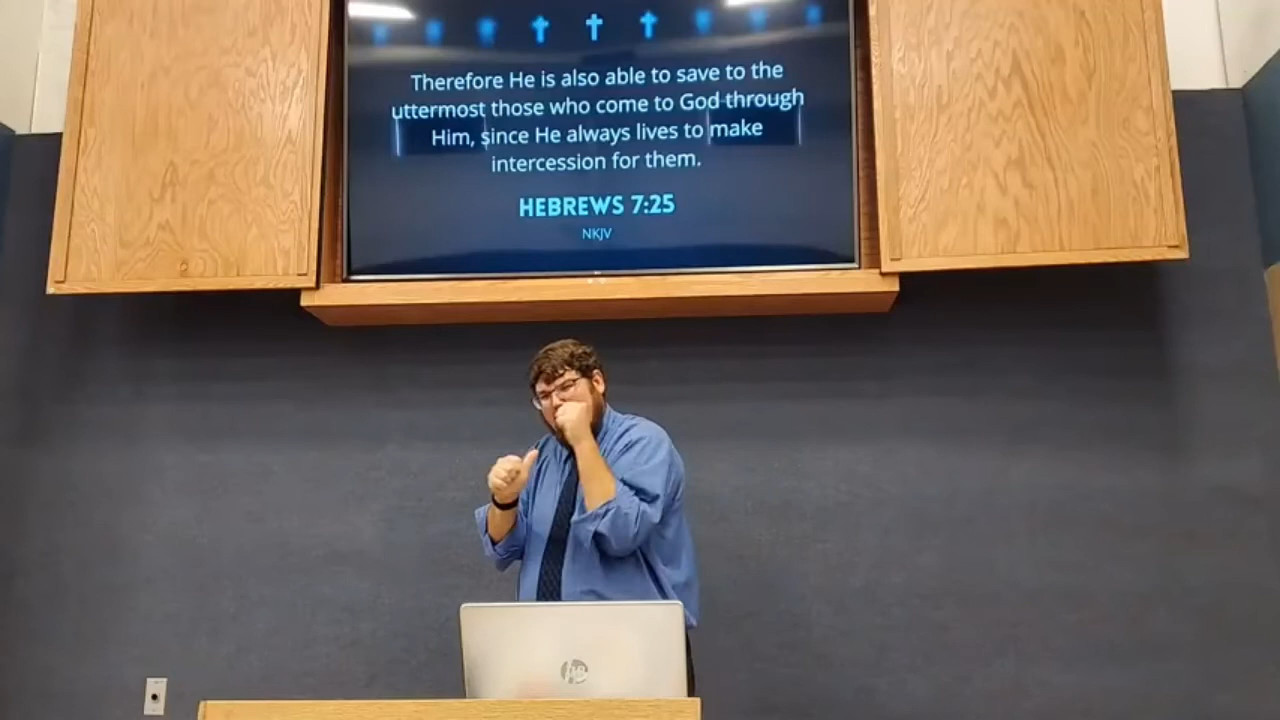 Therefore He is also able to save to the
uttermost those who come to God through
Him, since He always lives to make
intercession for them.
HEBREWS 7:25
NKJV
hp